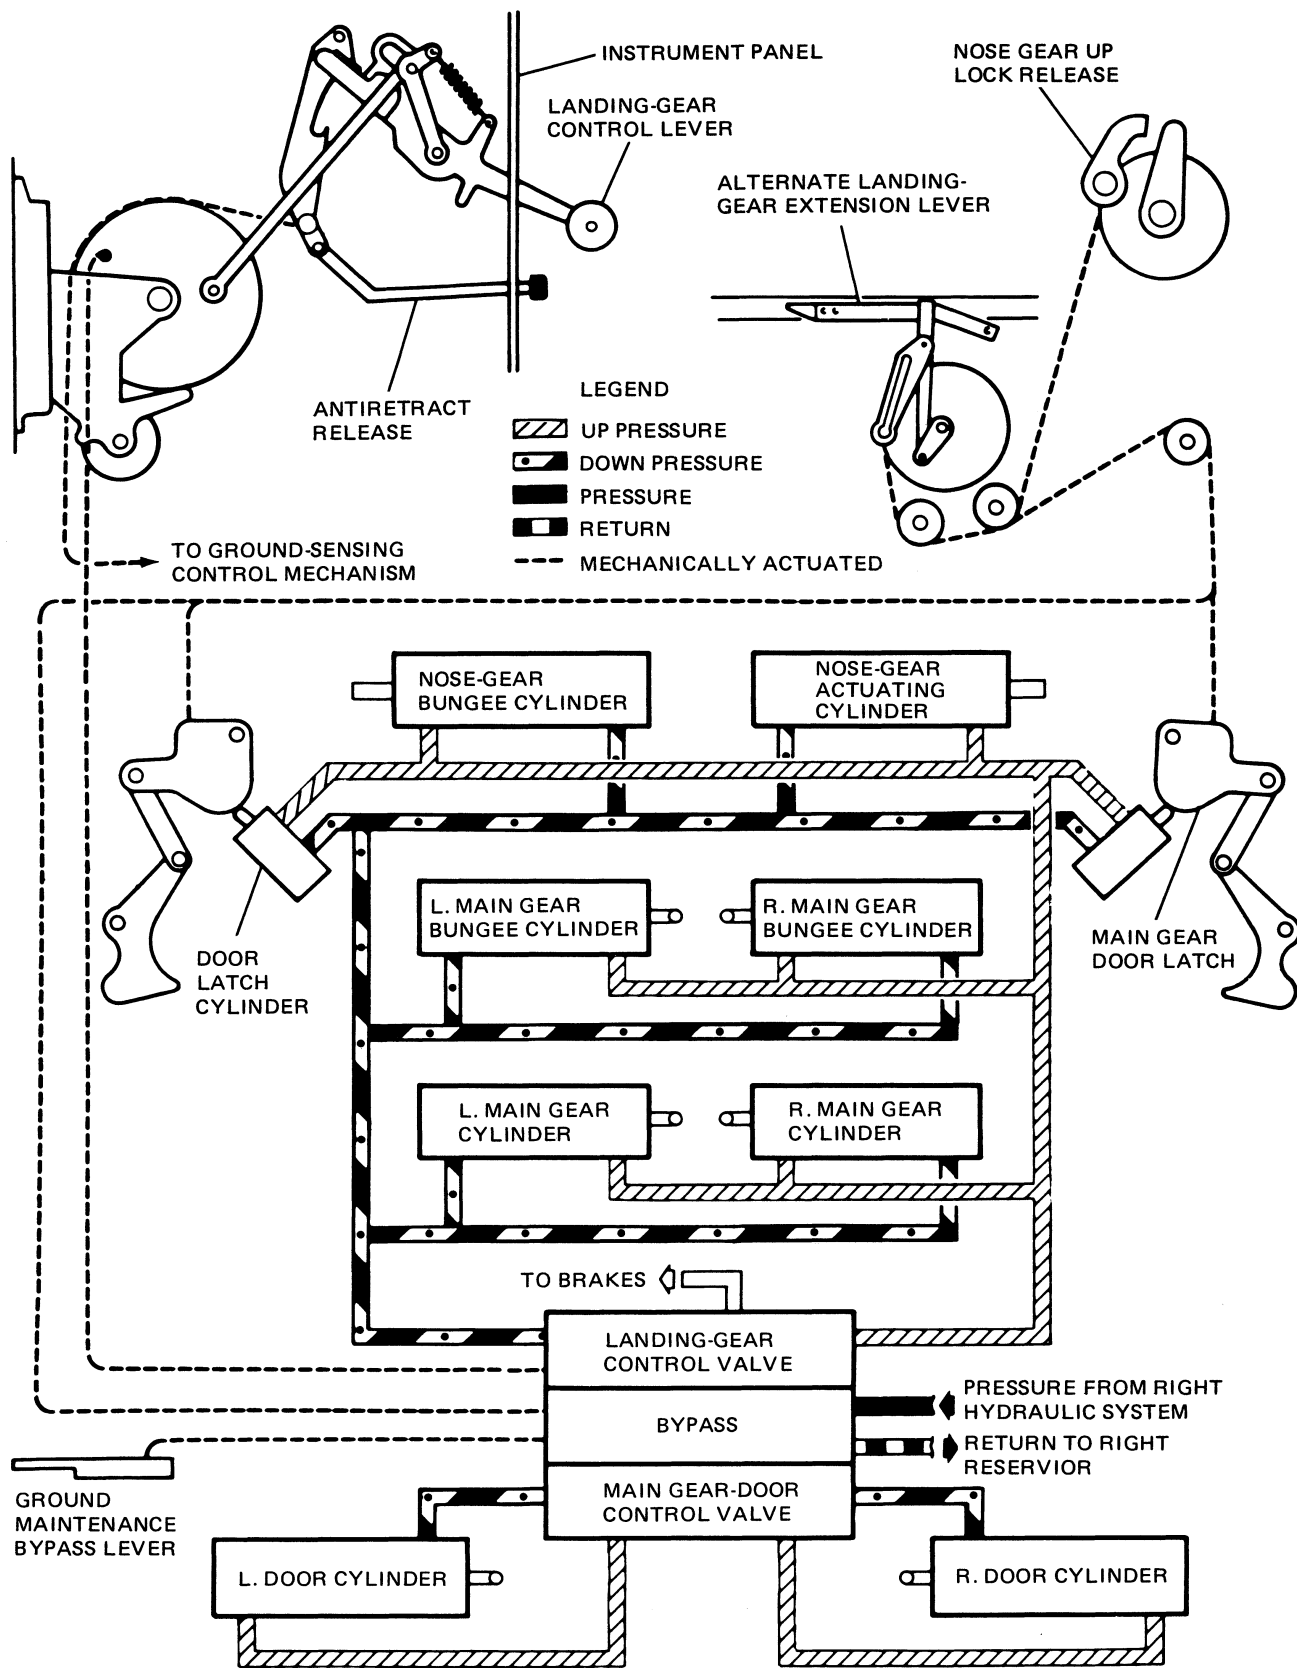 INSTRUMENT PANEL
NOSE GEAR UP
LOCK RELEASE
LANDING-GEAR
CONTROL LEVER
ALTERNATE LANDING-
GEAR EXTENSION LEVER
ANTIRETRACT
RELEASE
LEGEND
UP PRESSURE
DOWN PRESSURE
PRESSURE
RETURN
MECHANICALLY ACTUATED
TO GROUND-SENSING
CONTROL MECHANISM
NOSE-GEAR
BUNGEE CYLINDER
NOSE-GEAR
ACTUATING
CYLINDER
L. MAIN GEAR
BUNGEE CYLINDER
R. MAIN GEAR
BUNGEE CYLINDER
DOOR
LATCH
CYLINDER
MAIN GEAR
DOOR LATCH
L. MAIN GEAR
CYLINDER
R. MAIN GEAR
CYLINDER
TO BRAKES
LANDING-GEAR
CONTROL VALVE
PRESSURE FROM RIGHT
HYDRAULIC SYSTEM
BYPASS
RETURN TO RIGHT
RESERVIOR
MAIN GEAR-DOOR
CONTROL VALVE
GROUND
MAINTENANCE
BYPASS LEVER
L. DOOR CYLINDER
R. DOOR CYLINDER